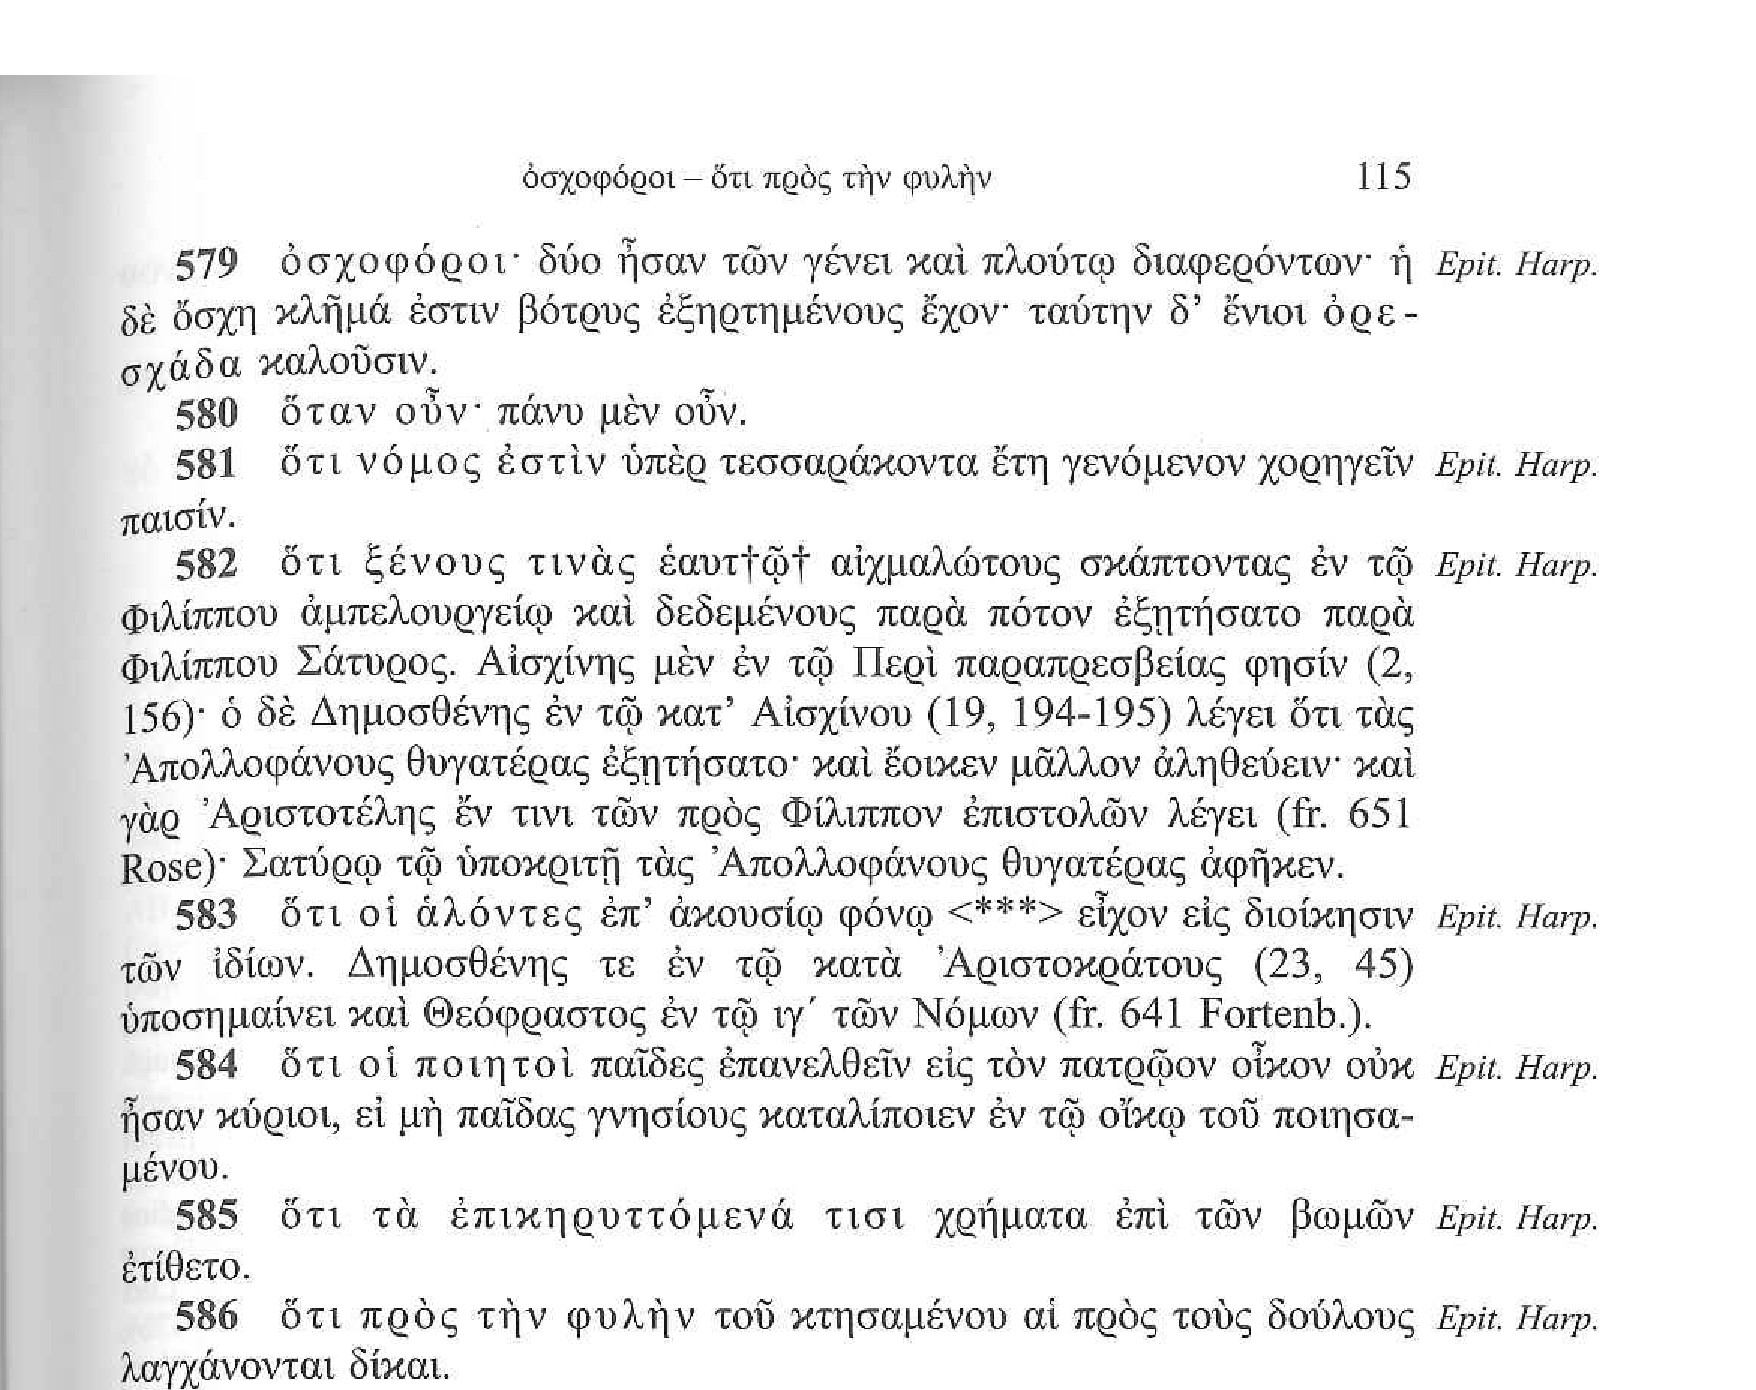 ὀσχοφόροι – ὅτι πρὸς τὴν φυλὴν 115
579 ὀσχοφόροι· δύο ἦσαν τῶν γένει καὶ πλούτῳ διαφερόντων· ἡ Epit. Harp.
δὲ ὄσχη κλῆμά ἐστιν βότρυς ἐξηρτημένους ἔχον· ταύτην δ’ ἔνιοι ὀρε-
σχάδα καλοῦσιν.
580 ὅταν οὖν· πάνυ μὲν οὖν.
581 ὅτι νόμος ἐστὶν ὑπὲρ τεσσαράκοντα ἔτη γενόμενον χορηγεῖν Epit. Harp.
παισίν.
582 ὅτι ξένους τινὰς ἑαυτ†ῷ† αἰχμαλώτους σκάπτοντας ἐν τῷ Epit. Harp.
Φιλίππου ἀμπελουργείῳ καὶ δεδεμένους παρὰ πότον ἐξῃτήσατο παρὰ
Φιλίππου Σάτυρος. Αἰσχίνης μὲν ἐν τῷ Περὶ παραπρεσβείας φησίν (2,
156)· ὁ δὲ Δημοσθένης ἐν τῷ κατ’ Αἰσχίνου (19, 194-195) λέγει ὅτι τὰς
Ἀπολλοφάνους θυγατέρας ἐξῃτήσατο· καὶ ἔοικεν μᾶλλον ἀληθεύειν· καὶ
γὰρ Ἀριστοτέλης ἔν τινι τῶν πρὸς Φίλιππον ἐπιστολῶν λέγει (fr. 651
Rose)· Σατύρῳ τῷ ὑποκριτῇ τὰς Ἀπολλοφάνους θυγατέρας ἀφῆκεν.
583 ὅτι οἱ ἁλόντες ἐπ’ ἀκουσίῳ φόνῳ <***> εἶχον εἰς διοίκησιν Epit. Harp.
τῶν ἰδίων. Δημοσθένης τε ἐν τῷ κατὰ Ἀριστοκράτους (23, 45)
ὑποσημαίνει καὶ Θεόφραστος ἐν τῷ ιγ´ τῶν Νόμων (fr. 641 Fortenb.).
584 ὅτι οἱ ποιητοὶ παῖδες ἐπανελθεῖν εἰς τὸν πατρῷον οἶκον οὐκ Epit. Harp.
ἦσαν κύριοι, εἰ μὴ παῖδας γνησίους καταλίποιεν ἐν τῷ οἴκῳ τοῦ ποιησα-
μένου.
585 ὅτι τὰ ἐπικηρυττόμενά τισι χρήματα ἐπὶ τῶν βωμῶν Epit. Harp.
ἐτίθετο.
586 ὅτι πρὸς τὴν φυλὴν τοῦ κτησαμένου αἱ πρὸς τοὺς δούλους Epit. Harp.
λαγχάνονται δίκαι.